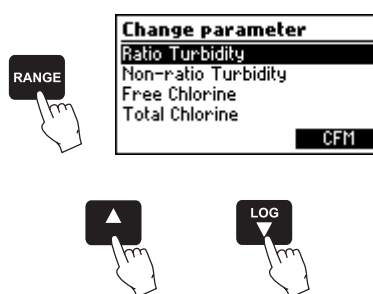 RANGE
Change parameter
Ratio Turbidity
Non-ratio Turbidity
Free Chlorine
Total Chlorine
CFM
LOG